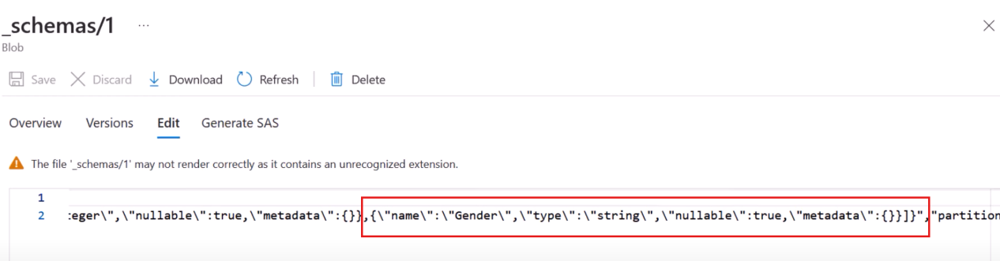 _schemas/1 ...
Blob
Save Discard Download Refresh Delete
Overview Versions Edit Generate SAS
The file '_schemas/1' may not render correctly as it contains an unrecognized extension.
1
2 teger\",\"nullable\":true,\"metadata\":{}},{\"name\":\"Gender\",\"type\":\"string\",\"nullable\":true,\"metadata\":{}}]}","partition